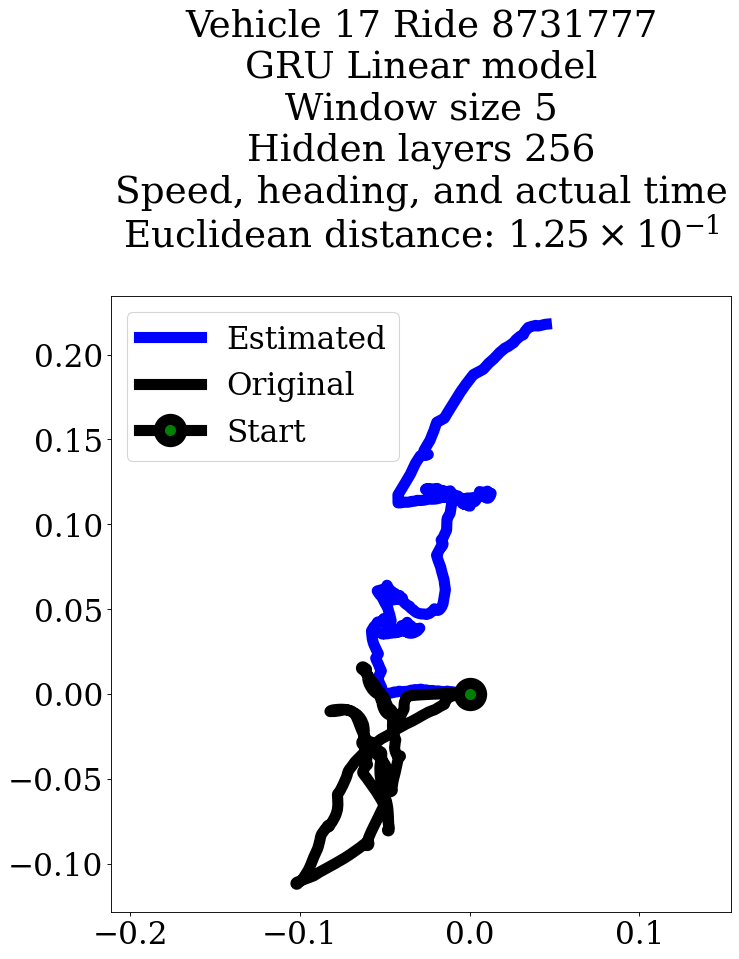 Vehicle 17 Ride 8731777
GRU Linear model
Window size 5
Hidden layers 256
Speed, heading, and actual time
Euclidean distance: 1.25 × 10⁻¹
Estimated
Original
Start
0.20
0.15
0.10
0.05
0.00
−0.05
−0.10
−0.2
−0.1
0.0
0.1